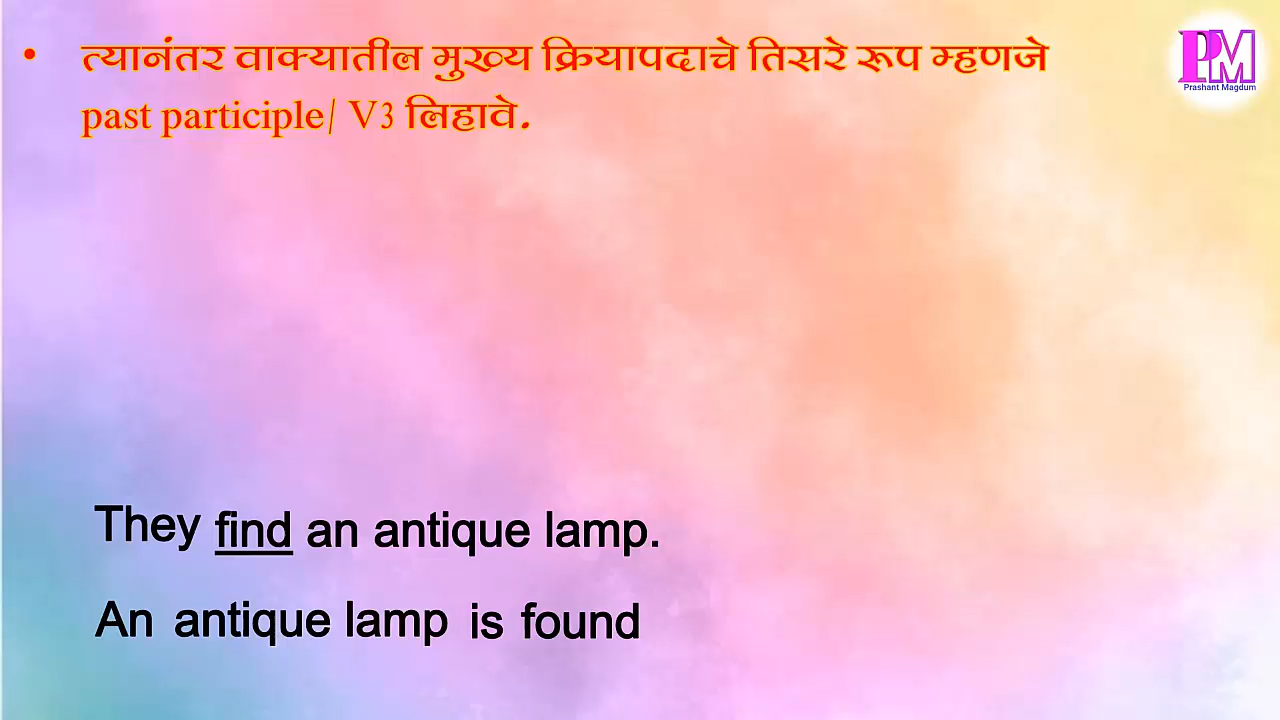 • त्यानंतर वाक्यातील मुख्य क्रियापदाचे तिसरे रूप म्हणजे
past participle/ V3 लिहावे.
PM
Prashant Magdum
They find an antique lamp.
An antique lamp is found